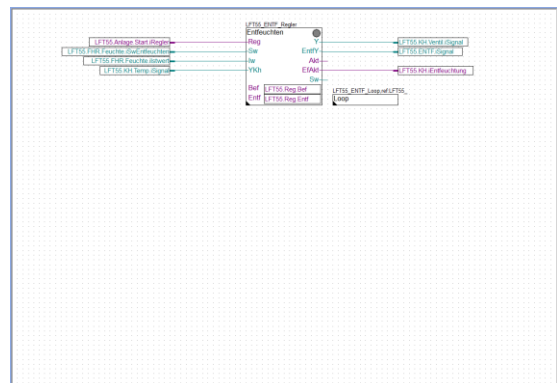 LFT55_ENTF_Regler
Entfeuchten
LFT55.Anlage Start.iRegler
Reg
Y
LFT55.KH Ventil.iSignal
LFT55.FHR Feuchte.iSwEntfeuchten
Sw
EntfY
LFT55.ENTF.iSignal
LFT55.FHR Feuchte.iIstwert
Iw
Akt
LFT55.KH Temp.iSignal
YKh
EfAkt
LFT55.KH.iEntfeuchtung
Sw
Bef
LFT55.Reg.Bef
Entf
LFT55.Reg.Entf
LFT55_ENTF_Loop,ref.LFT55_
Loop